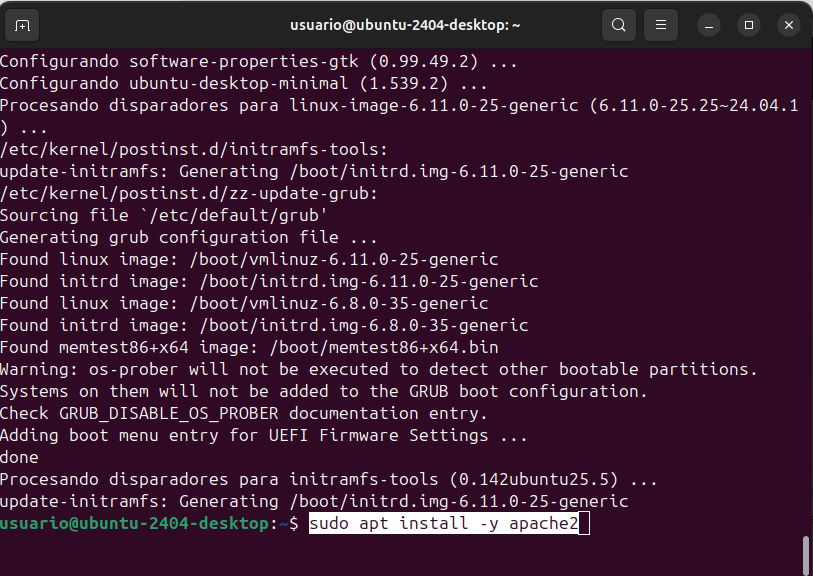 usuario@ubuntu-2404-desktop: ~
Configurando software-properties-gtk (0.99.49.2) ...
Configurando ubuntu-desktop-minimal (1.539.2) ...
Procesando disparadores para linux-image-6.11.0-25-generic (6.11.0-25.25~24.04.1
) ...
/etc/kernel/postinst.d/initramfs-tools:
update-initramfs: Generating /boot/initrd.img-6.11.0-25-generic
/etc/kernel/postinst.d/zz-update-grub:
Sourcing file `/etc/default/grub'
Generating grub configuration file ...
Found linux image: /boot/vmlinuz-6.11.0-25-generic
Found initrd image: /boot/initrd.img-6.11.0-25-generic
Found linux image: /boot/vmlinuz-6.8.0-35-generic
Found initrd image: /boot/initrd.img-6.8.0-35-generic
Found memtest86+x64 image: /boot/memtest86+x64.bin
Warning: os-prober will not be executed to detect other bootable partitions.
Systems on them will not be added to the GRUB boot configuration.
Check GRUB_DISABLE_OS_PROBER documentation entry.
Adding boot menu entry for UEFI Firmware Settings ...
done
Procesando disparadores para initramfs-tools (0.142ubuntu25.5) ...
update-initramfs: Generating /boot/initrd.img-6.11.0-25-generic
usuario@ubuntu-2404-desktop:~$ sudo apt install -y apache2